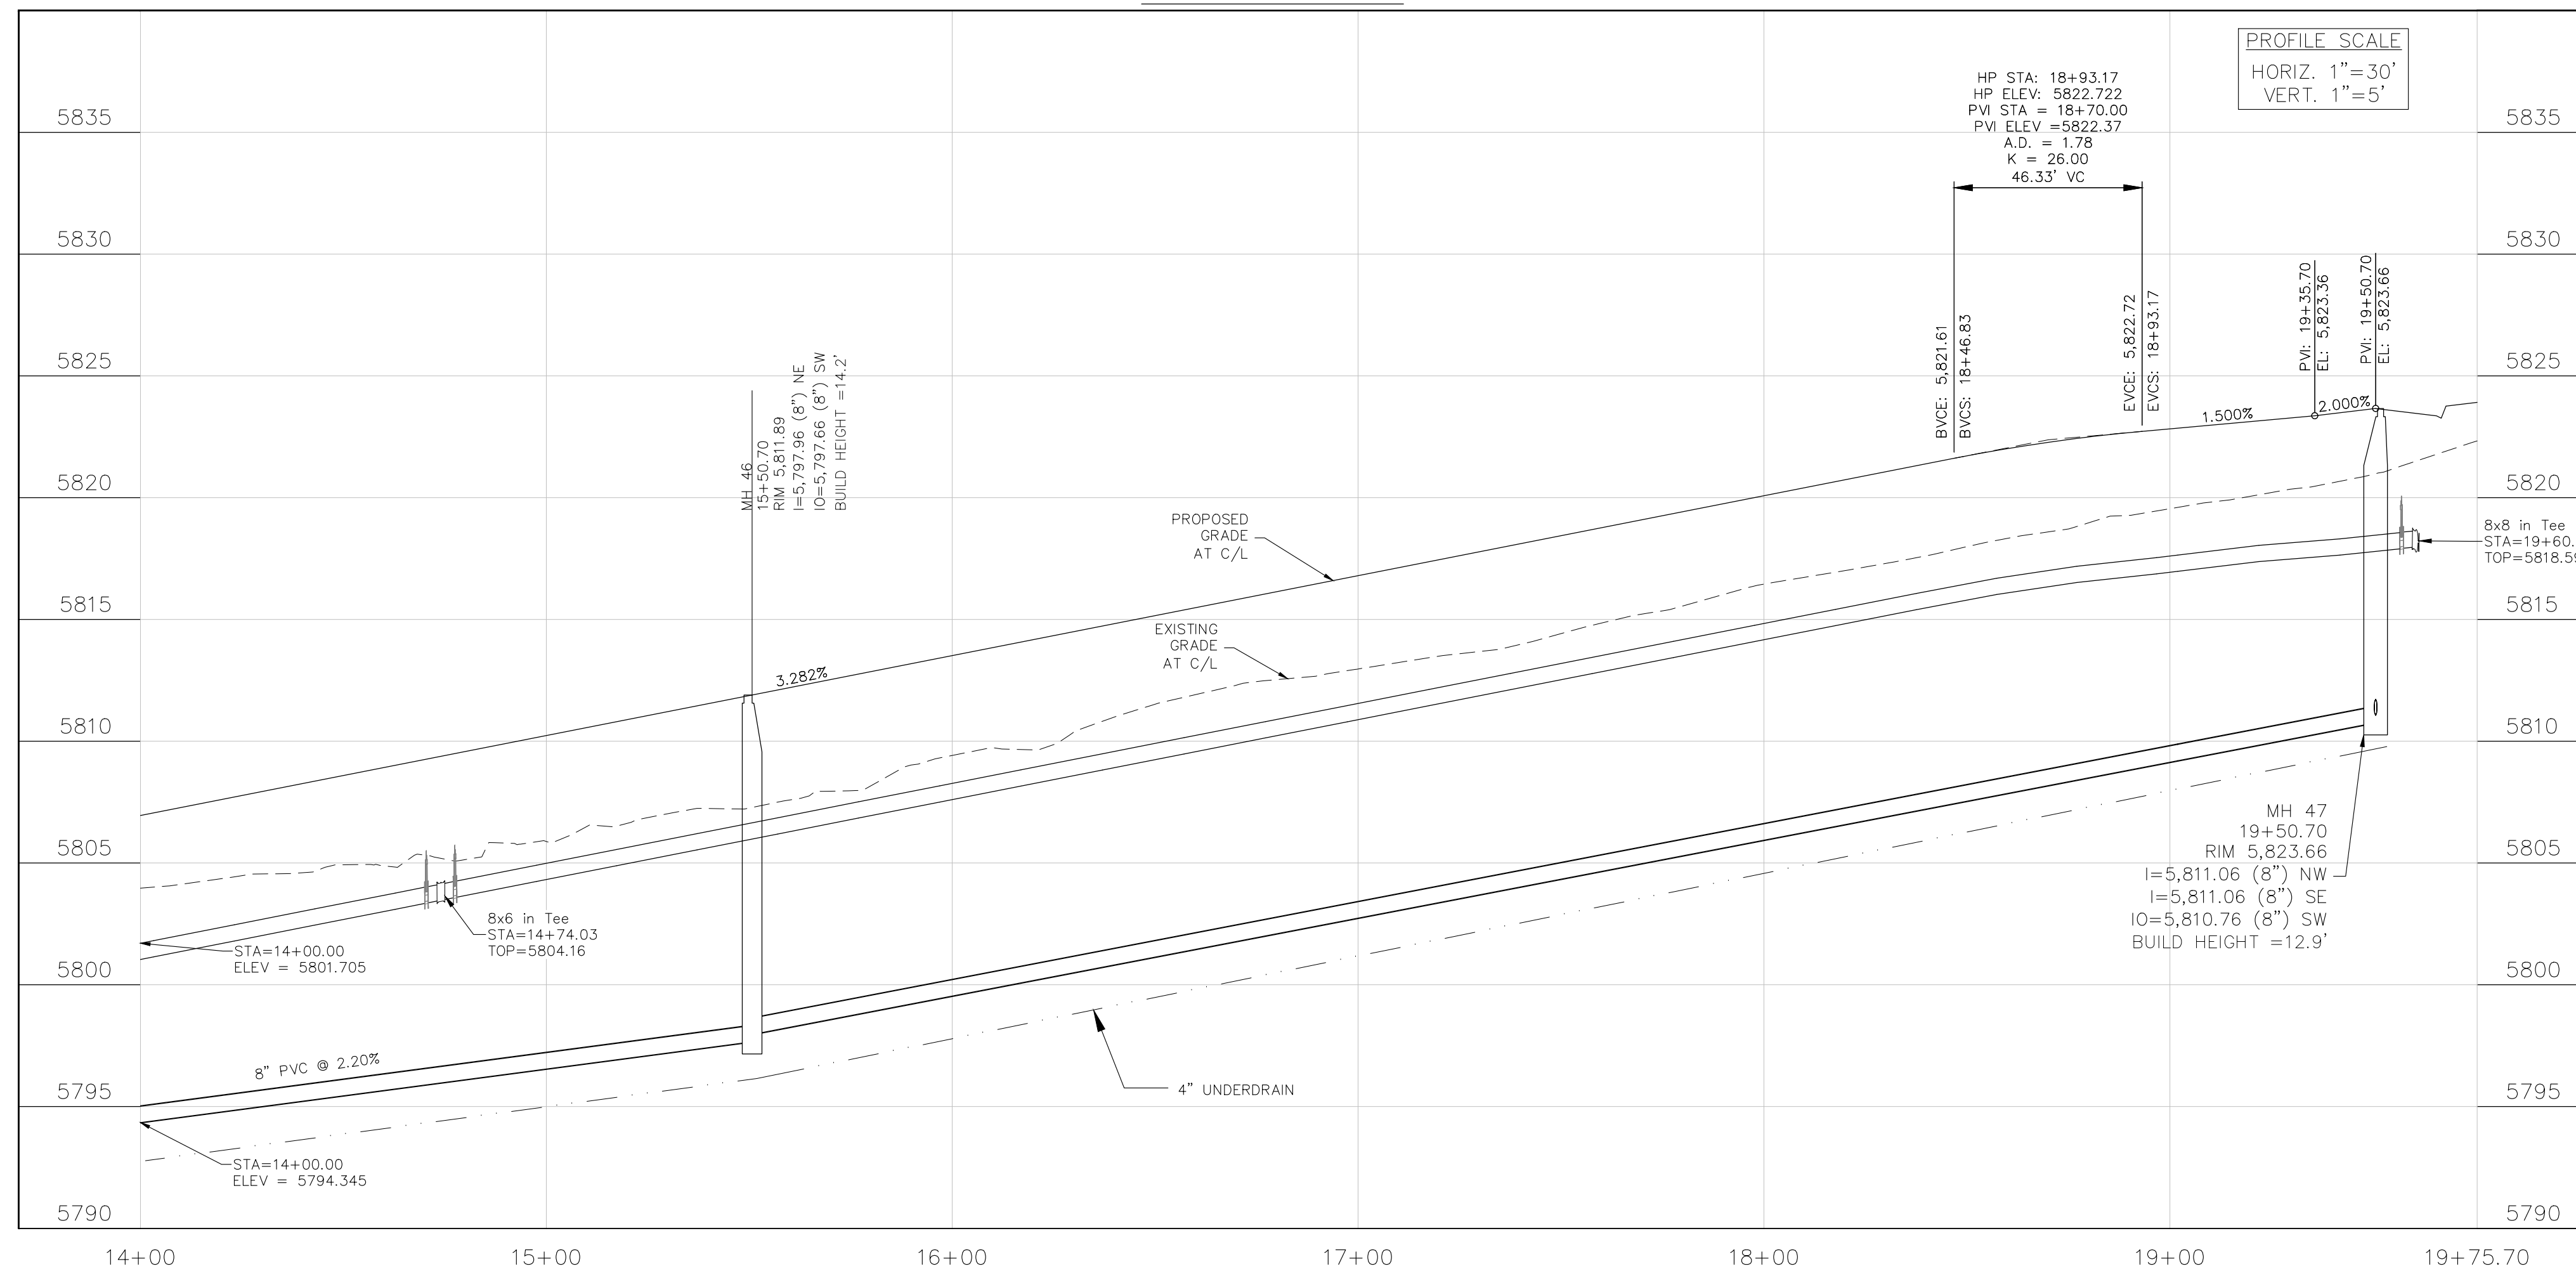 PROFILE SCALE
HORIZ. 1"=30'
VERT. 1"=5'
HP STA: 18+93.17
HP ELEV: 5822.722
PVI STA = 18+70.00
PVI ELEV =5822.37
A.D. = 1.78
K = 26.00
46.33' VC
5835
5830
5825
5820
5815
5810
5805
5800
5795
5790
5835
5830
5825
5820
5815
5810
5805
5800
5795
5790
MH 46
15+50.70
RIM 5,811.89
I=5,797.96 (8") NE
IO=5,797.66 (8") SW
BUILD HEIGHT =14.2'
BVCE: 5,821.61
BVCS: 18+46.83
EVCE: 5,822.72
EVCS: 18+93.17
PVI: 19+35.70
EL: 5,823.36
PVI: 19+50.70
EL: 5,823.66
1.500%
2.000%
3.282%
PROPOSED
GRADE
AT C/L
EXISTING
GRADE
AT C/L
8x8 in Tee
STA=19+60.
TOP=5818.59
8x6 in Tee
STA=14+74.03
TOP=5804.16
STA=14+00.00
ELEV = 5801.705
8" PVC @ 2.20%
STA=14+00.00
ELEV = 5794.345
4" UNDERDRAIN
MH 47
19+50.70
RIM 5,823.66
I=5,811.06 (8") NW
I=5,811.06 (8") SE
IO=5,810.76 (8") SW
BUILD HEIGHT =12.9'
14+00
15+00
16+00
17+00
18+00
19+00
19+75.70